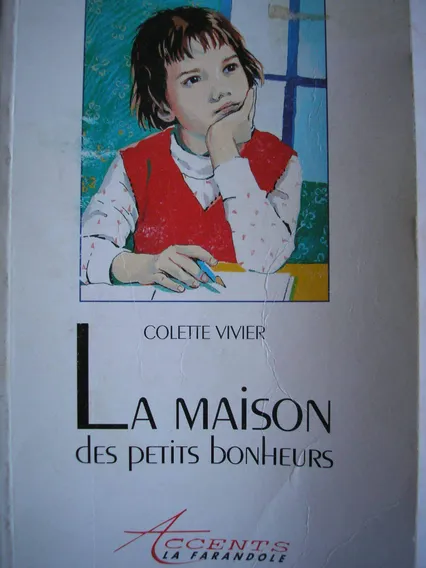 COLETTE VIVIER
LA MAISON
des petits bonheurs
ACCENTS
LA FARANDOLE